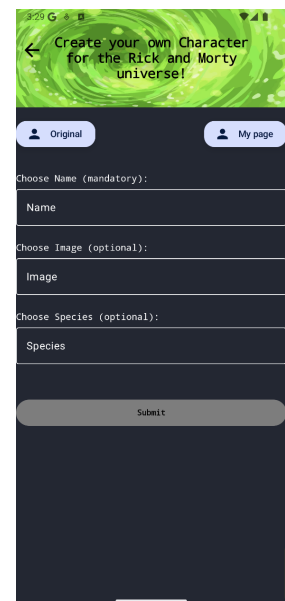 3:29 G
Create your own Character
for the Rick and Morty
universe!
Original
My page
Choose Name (mandatory):
Name
Choose Image (optional):
Image
Choose Species (optional):
Species
Submit